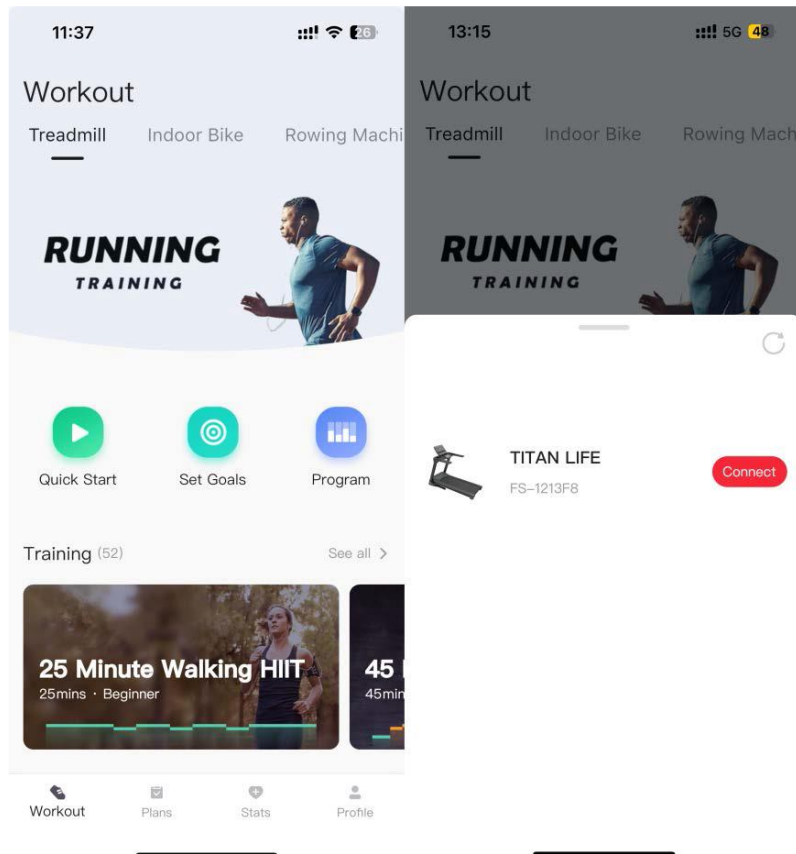 11:37
26
Workout
Treadmill Indoor Bike Rowing Machi
RUNNING
TRAINING
Quick Start Set Goals Program
Training (52) See all >
25 Minute Walking HIIT
25mins · Beginner
45
45min
Workout Plans Stats Profile
13:15
5G 48
Workout
Treadmill Indoor Bike Rowing Mach
RUNNING
TRAINING
TITAN LIFE
FS-1213F8
Connect